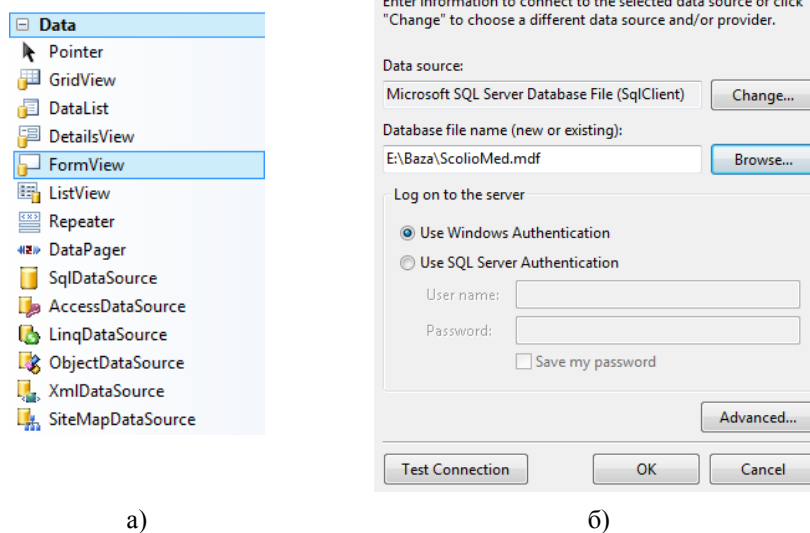 Data
Pointer
GridView
DataList
DetailsView
FormView
ListView
Repeater
DataPager
SqlDataSource
AccessDataSource
LinqDataSource
ObjectDataSource
XmlDataSource
SiteMapDataSource
а)
Enter information to connect to the selected data source or click
"Change" to choose a different data source and/or provider.
Data source:
Microsoft SQL Server Database File (SqlClient)
Change...
Database file name (new or existing):
E:\Baza\ScolioMed.mdf
Browse...
Log on to the server
Use Windows Authentication
Use SQL Server Authentication
User name:
Password:
Save my password
Advanced...
Test Connection
OK
Cancel
б)